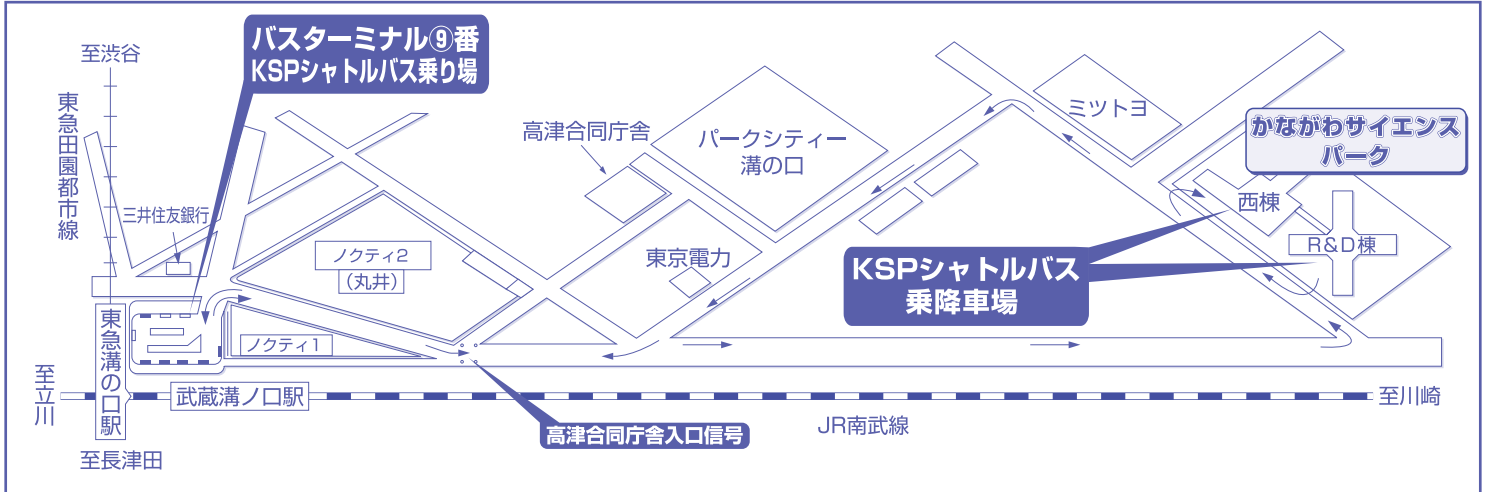 至渋谷
東急田園都市線
バスターミナル⑨番
KSPシャトルバス乗り場
三井住友銀行
ノクティ2
(丸井)
ノクティ1
高津合同庁舎
パークシティー
溝の口
東京電力
ミツトヨ
かながわサイエンス
パーク
西棟
R&D棟
KSPシャトルバス
乗降車場
東急溝の口駅
至立川
武蔵溝ノ口駅
至川崎
JR南武線
高津合同庁舎入口信号
至長津田